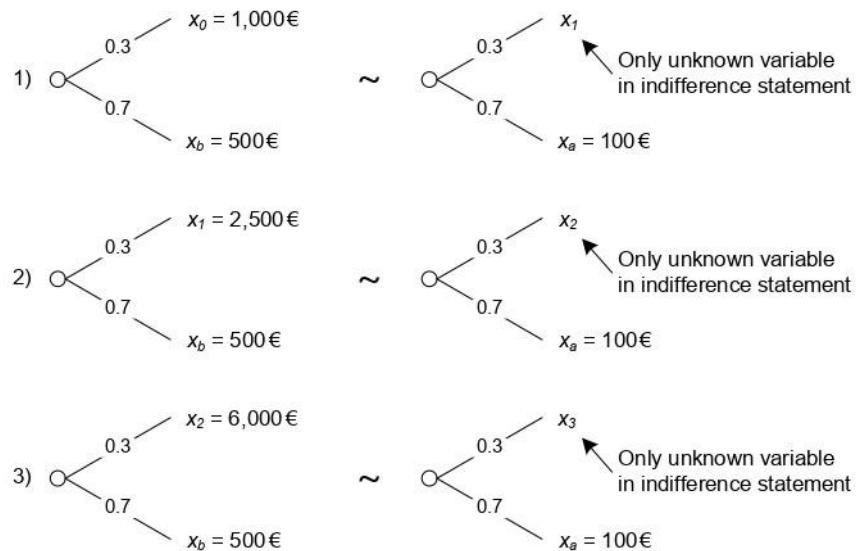 x0 = 1,000€
x1
0.3
0.3
Only unknown variable
in indifference statement
1)
~
0.7
0.7
xb = 500€
xa = 100€
x1 = 2,500€
x2
0.3
0.3
Only unknown variable
in indifference statement
2)
~
0.7
0.7
xb = 500€
xa = 100€
x2 = 6,000€
x3
0.3
0.3
Only unknown variable
in indifference statement
3)
~
0.7
0.7
xb = 500€
xa = 100€